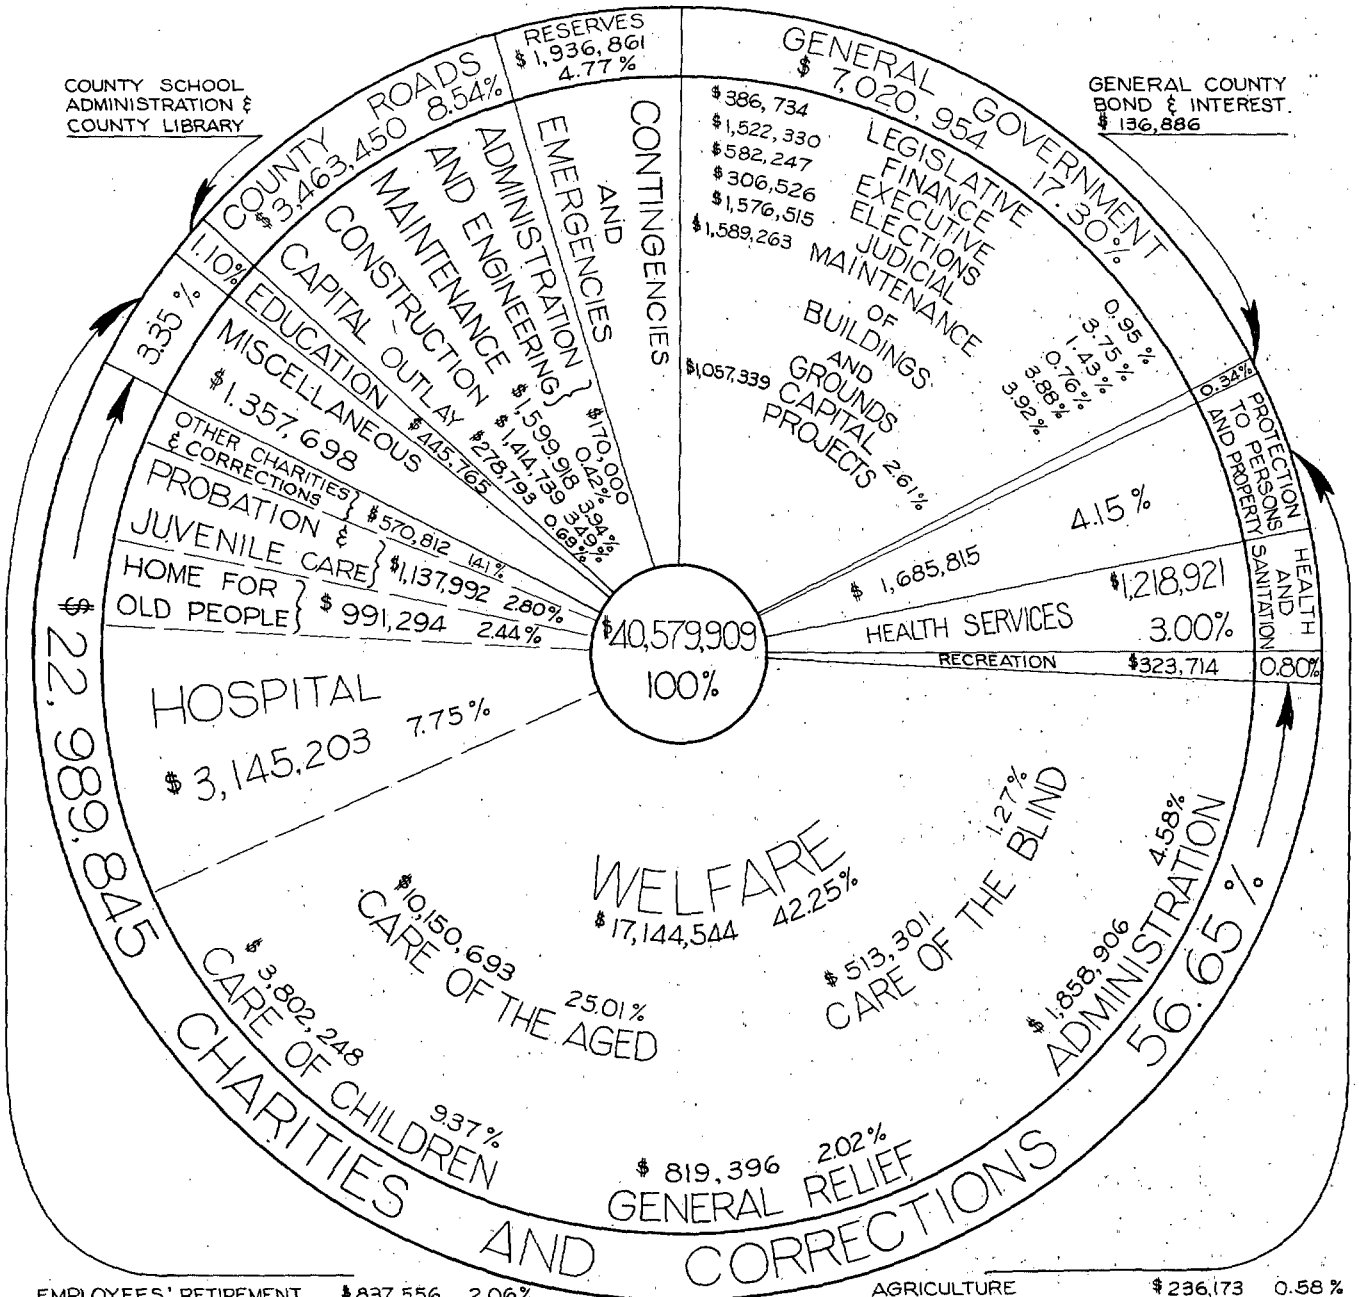 RESERVES
$1,936,861
4.77%
GENERAL GOVERNMENT
$7,020,954 17.30%
COUNTY SCHOOL
ADMINISTRATION &
COUNTY LIBRARY
GENERAL COUNTY
BOND & INTEREST.
$136,886
COUNTY ROADS
$3,463,450 8.54%
1.10%
3.35%
CONTINGENCIES
AND
EMERGENCIES
ADMINISTRATION
AND ENGINEERING} $170,000 0.42%
MAINTENANCE $1,599,918 3.94%
CONSTRUCTION $1,414,739 3.49%
CAPITAL OUTLAY $278,793 0.69%
EDUCATION $445,765
MISCELLANEOUS
$1,357,698
OTHER CHARITIES
& CORRECTIONS} $570,812 1.41%
PROBATION &
JUVENILE CARE} $1,137,992 2.80%
HOME FOR
OLD PEOPLE} $991,294 2.44%
HOSPITAL
$3,145,203 7.75%
$386,734 LEGISLATIVE 0.95%
$1,522,330 FINANCE 3.75%
$582,247 EXECUTIVE 1.43%
$306,526 ELECTIONS 0.76%
$1,576,515 JUDICIAL 3.88%
$1,589,263 MAINTENANCE 3.92%
OF
BUILDINGS
AND
GROUNDS
$1,057,339 CAPITAL 2.61%
PROJECTS
0.34%
PROTECTION
TO PERSONS
AND PROPERTY
$1,685,815 4.15%
HEALTH
AND
SANITATION
HEALTH SERVICES $1,218,921
3.00%
RECREATION $323,714 0.80%
$40,579,909
100%
WELFARE
$17,144,544 42.25%
$10,150,693 25.01%
CARE OF THE AGED
$513,301 1.27%
CARE OF THE BLIND
$1,858,906 4.58%
ADMINISTRATION
$3,802,248 9.37%
CARE OF CHILDREN
$819,396 2.02%
GENERAL RELIEF
$22,989,845 CHARITIES AND CORRECTIONS 56.65%
EMPLOYEES' RETIREMENT $837,556 2.06%
AGRICULTURE $236,173 0.58%